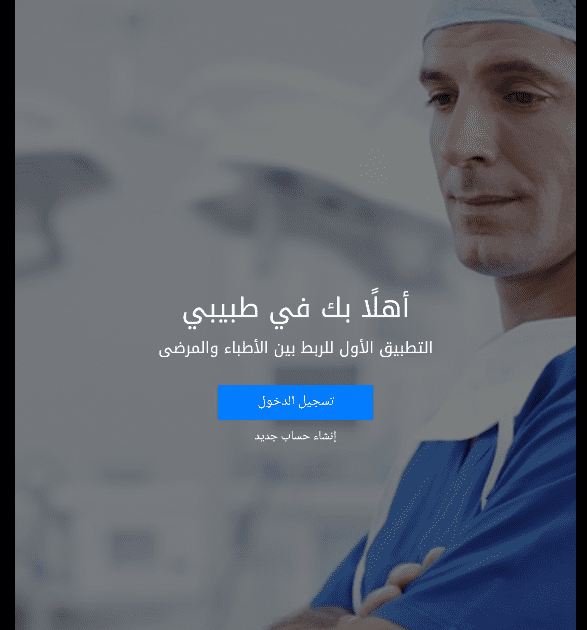 أهلًا بك في طبيبي
التطبيق الأول للربط بين الأطباء والمرضى
تسجيل الدخول
إنشاء حساب جديد